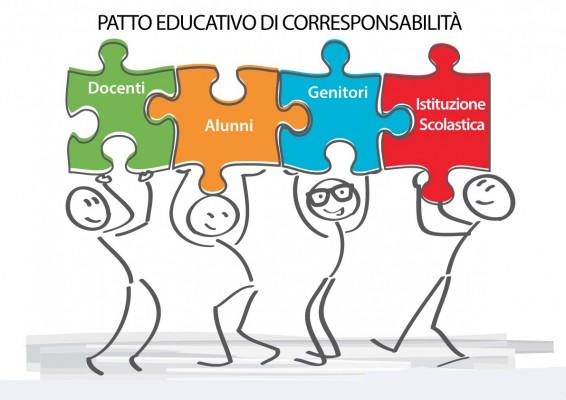 PATTO EDUCATIVO DI CORRESPONSABILITÀ
Docenti
Alunni
Genitori
Istituzione
Scolastica